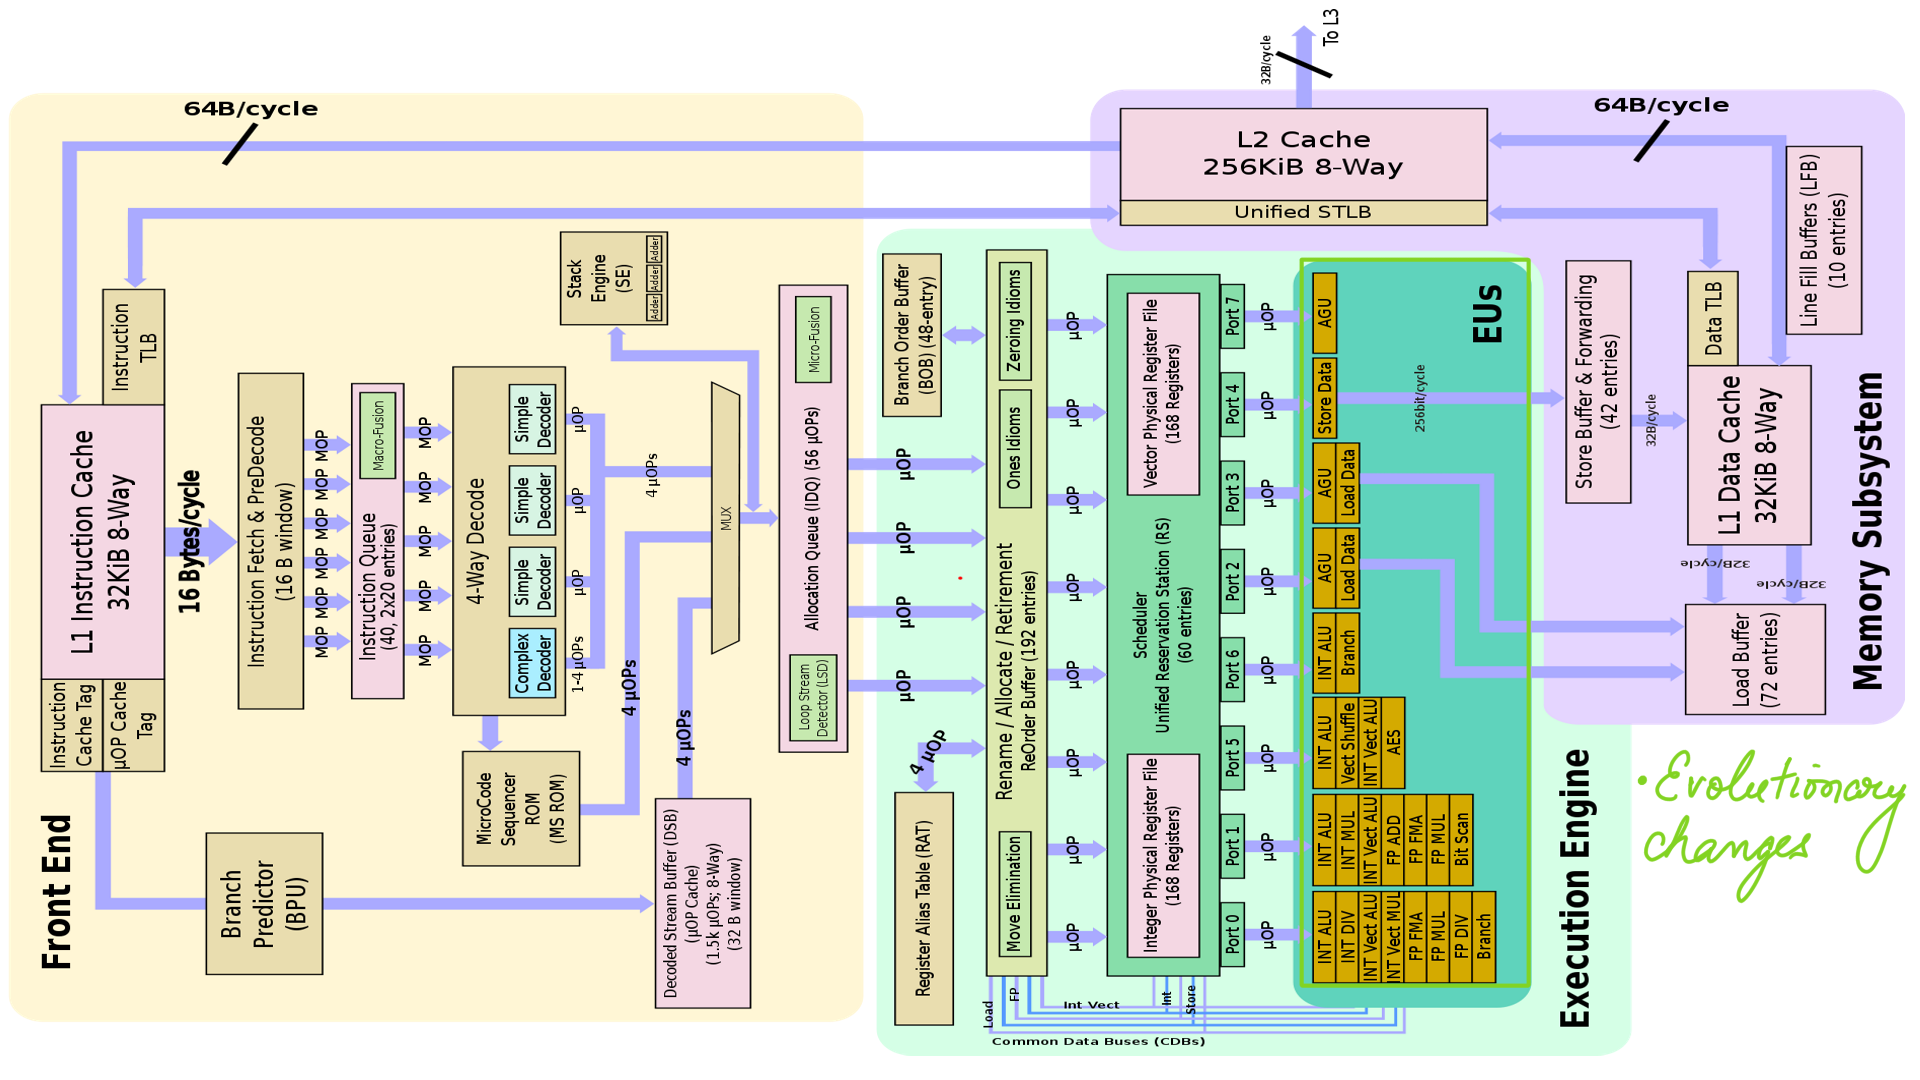 64B/cycle
Front End
L1 Instruction Cache
32KiB 8-Way
Instruction
TLB
Instruction
Cache Tag
µOP Cache
Tag
16 Bytes/cycle
Branch
Predictor
(BPU)
Instruction Fetch & PreDecode
(16 B window)
MOP
MOP
MOP
MOP
MOP
MOP
Instruction Queue
(40, 2x20 entries)
Macro-Fusion
MOP
MOP
MOP
MOP
MOP
4-Way Decode
Simple
Decoder
Simple
Decoder
Simple
Decoder
Complex
Decoder
µOP
µOP
µOP
1-4 µOPs
4 µOPs
4 µOPs
4 µOPs
MicroCode
Sequencer
ROM
(MS ROM)
Stack
Engine
(SE)
Adder
Adder
Adder
Decoded Stream Buffer (DSB)
(µOP Cache)
(1.5k µOPs; 8-Way)
(32 B window)
MUX
Allocation Queue (IDQ) (56 µOPs)
Micro-Fusion
Loop Stream
Detector (LSD)
µOP
µOP
µOP
µOP
Branch Order Buffer
(BOB) (48-entry)
4 µOP
Register Alias Table (RAT)
Rename / Allocate / Retirement
ReOrder Buffer (192 entries)
Zeroing Idioms
Ones Idioms
Move Elimination
µOP
µOP
µOP
µOP
µOP
µOP
µOP
µOP
Scheduler
Unified Reservation Station (RS)
(60 entries)
Vector Physical Register File
(168 Registers)
Integer Physical Register File
(168 Registers)
Port 7
Port 4
Port 3
Port 2
Port 6
Port 5
Port 1
Port 0
µOP
µOP
µOP
µOP
µOP
µOP
µOP
µOP
EUs
AGU
Store Data
AGU
Load Data
AGU
Load Data
INT ALU
Branch
INT ALU
Vect Shuffle
INT Vect ALU
AES
INT ALU
INT MUL
INT Vect ALU
FP ADD
FP FMA
FP MUL
Bit Scan
INT ALU
INT DIV
INT Vect ALU
INT Vect MUL
FP FMA
FP MUL
FP DIV
Branch
256bit/cycle
Load
FP
Int Vect
Int
Store
Common Data Buses (CDBs)
Execution Engine
32B/cycle
To L3
L2 Cache
256KiB 8-Way
Unified STLB
64B/cycle
Line Fill Buffers (LFB)
(10 entries)
Store Buffer & Forwarding
(42 entries)
32B/cycle
Data TLB
L1 Data Cache
32KiB 8-Way
32B/cycle
32B/cycle
Load Buffer
(72 entries)
Memory Subsystem
• Evolutionary
changes